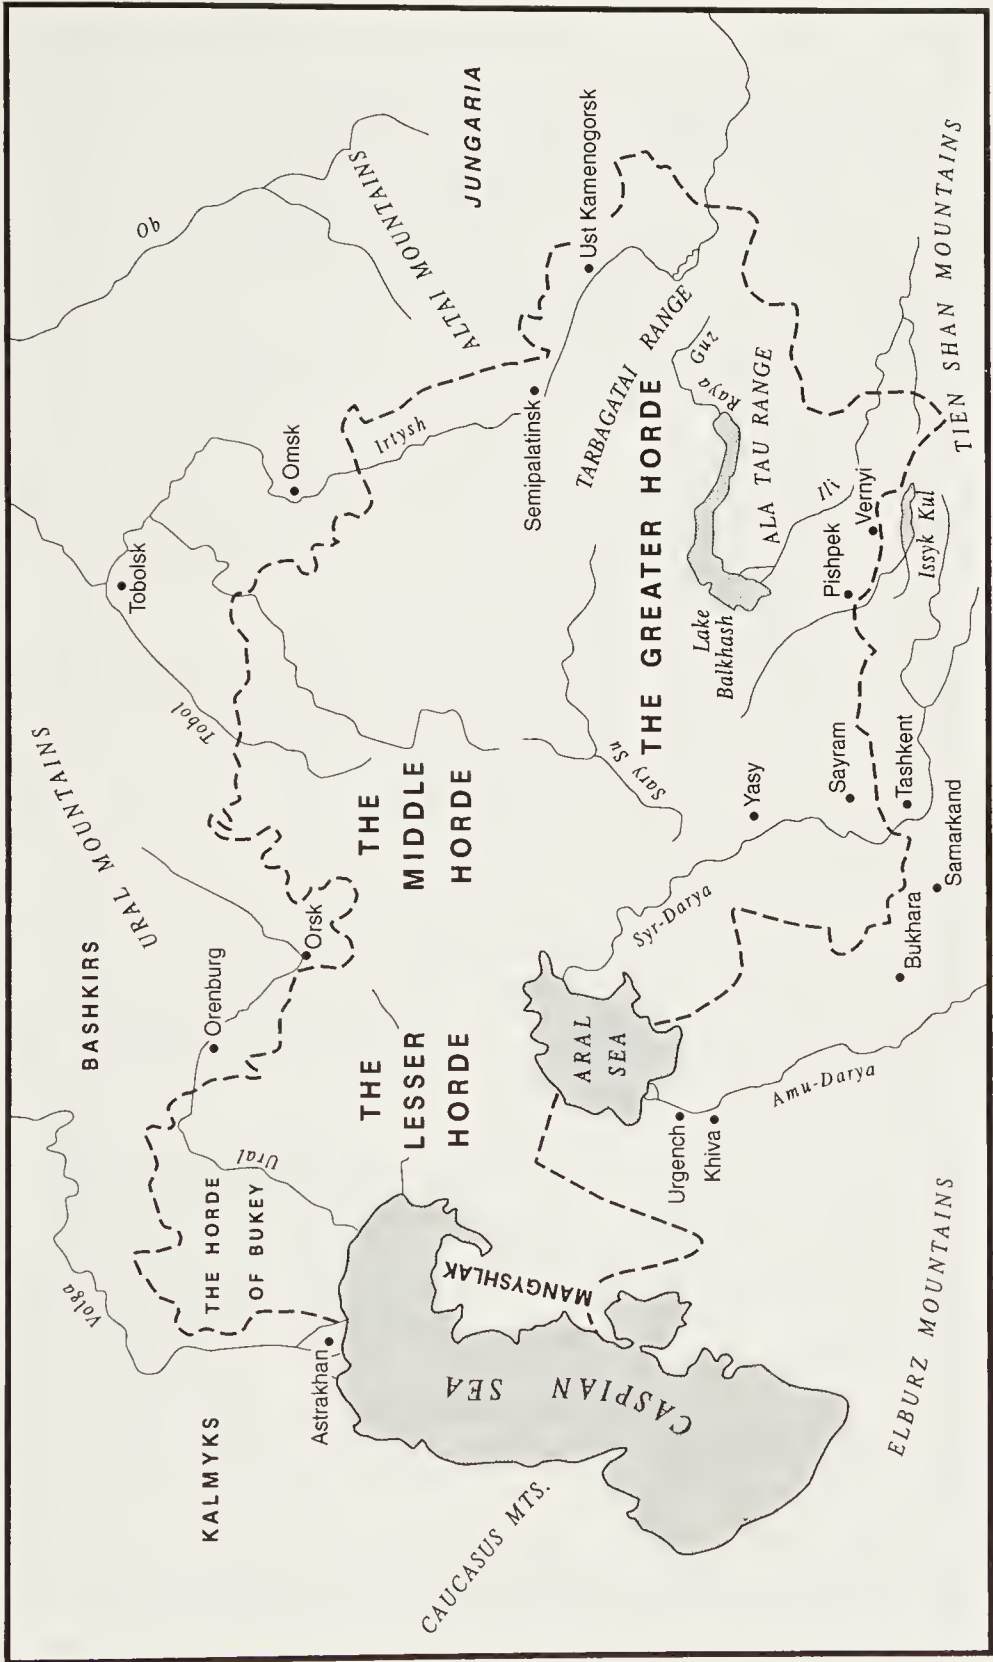 Ob
ALTAI MOUNTAINS
JUNGARIA
Ust Kamenogorsk
Tobolsk
Omsk
Irtysh
Semipalatinsk
TARBAGATAI RANGE
Raya Guz
ALA TAU RANGE
TIEN SHAN MOUNTAINS
THE GREATER HORDE
Lake
Balkhash
Ili
Vernyi
Pishpek
Issyk Kul
URAL MOUNTAINS
Tobol
THE
MIDDLE
HORDE
Sary Su
Yasy
Sayram
Tashkent
Samarkand
Bukhara
BASHKIRS
Orenburg
Orsk
Syr-Darya
THE
LESSER
HORDE
ARAL
SEA
Amu-Darya
Urgench
Khiva
Volga
Ural
THE HORDE
OF BUKEY
KALMYKS
Astrakhan
MANGYSHLAK
CASPIAN
SEA
CAUCASUS MTS.
ELBURZ MOUNTAINS